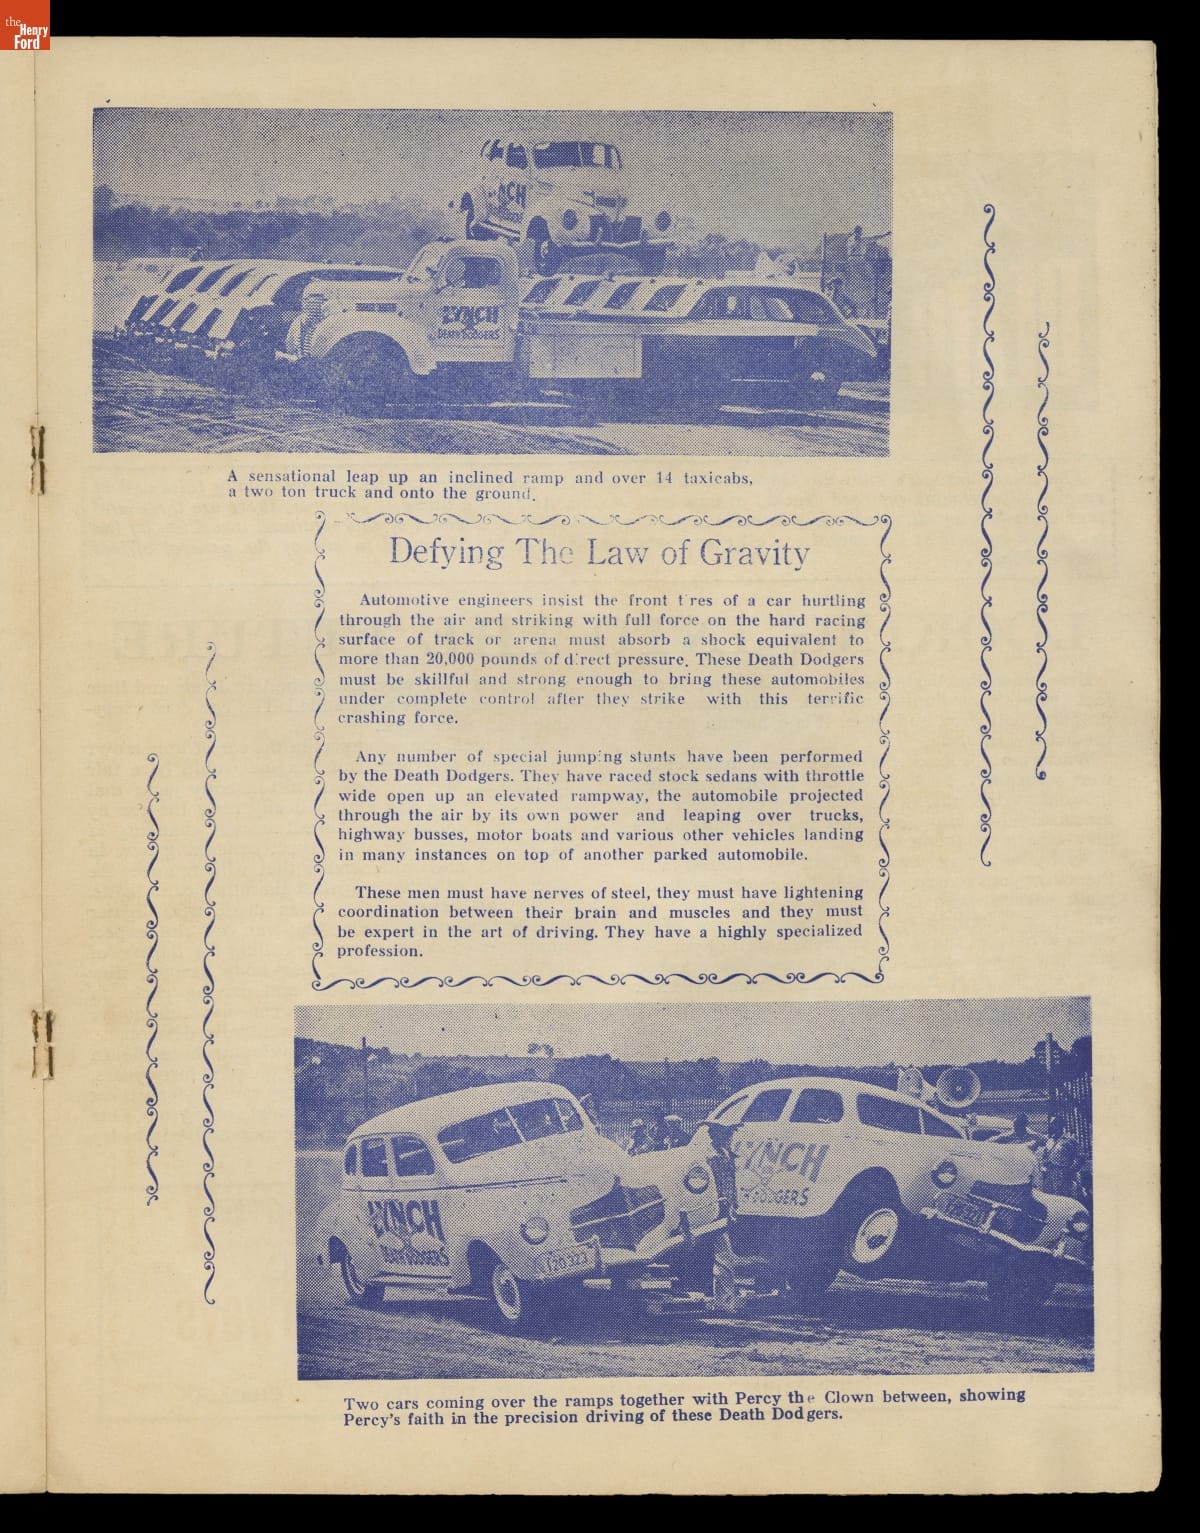 the
Henry
Ford
LYNCH
LYNCH
DEATH DODGERS
A sensational leap up an inclined ramp and over 14 taxicabs,
a two ton truck and onto the ground.
Defying The Law of Gravity
Automotive engineers insist the front tires of a car hurtling
through the air and striking with full force on the hard racing
surface of track or arena must absorb a shock equivalent to
more than 20,000 pounds of direct pressure. These Death Dodgers
must be skillful and strong enough to bring these automobiles
under complete control after they strike with this terrific
crashing force.
Any number of special jumping stunts have been performed
by the Death Dodgers. They have raced stock sedans with throttle
wide open up an elevated rampway, the automobile projected
through the air by its own power and leaping over trucks,
highway busses, motor boats and various other vehicles landing
in many instances on top of another parked automobile.
These men must have nerves of steel, they must have lightening
coordination between their brain and muscles and they must
be expert in the art of driving. They have a highly specialized
profession.
LYNCH
DEATH DODGERS
LYNCH
DODGERS
Two cars coming over the ramps together with Percy the Clown between, showing
Percy's faith in the precision driving of these Death Dodgers.